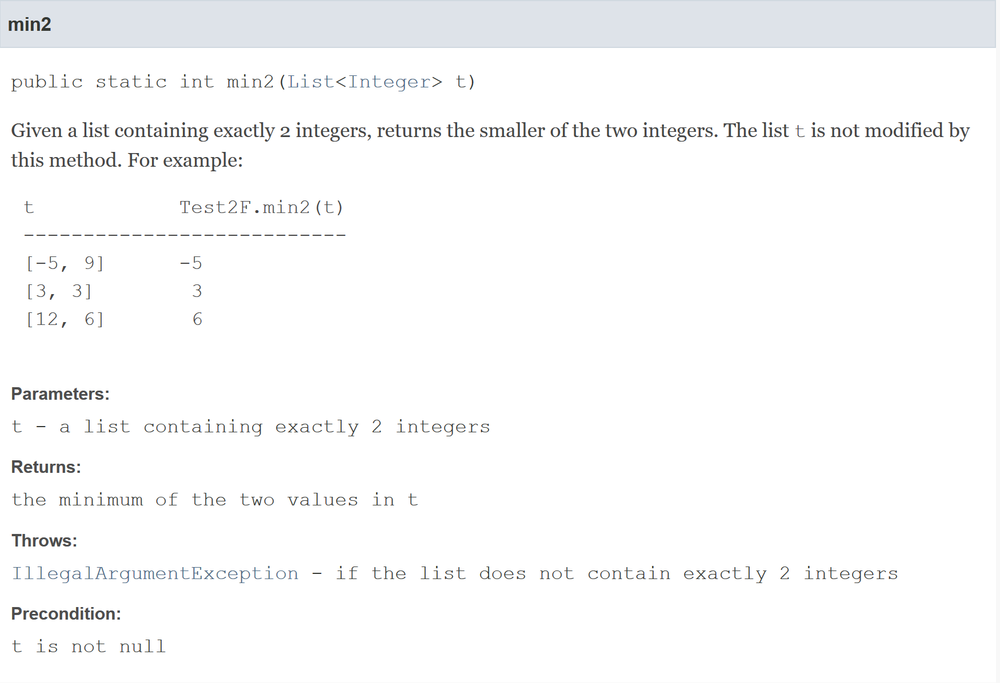 min2
public static int min2(List<Integer> t)
Given a list containing exactly 2 integers, returns the smaller of the two integers. The list t is not modified by
this method. For example:
t            Test2F.min2(t)
---------------------------
[-5, 9]      -5
[3, 3]        3
[12, 6]       6
Parameters:
t - a list containing exactly 2 integers
Returns:
the minimum of the two values in t
Throws:
IllegalArgumentException - if the list does not contain exactly 2 integers
Precondition:
t is not null